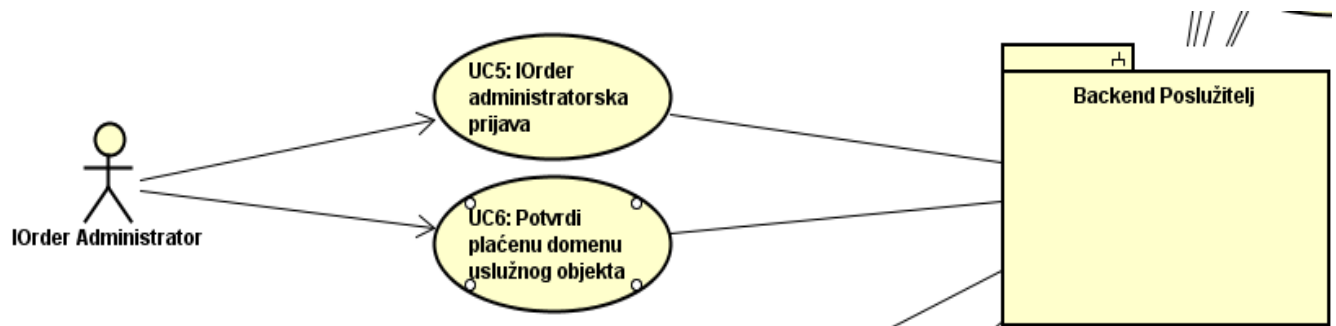 UC5: IOrder
administratorska
prijava
Backend Poslužitelj
UC6: Potvrdi
plaćenu domenu
uslužnog objekta
IOrder Administrator